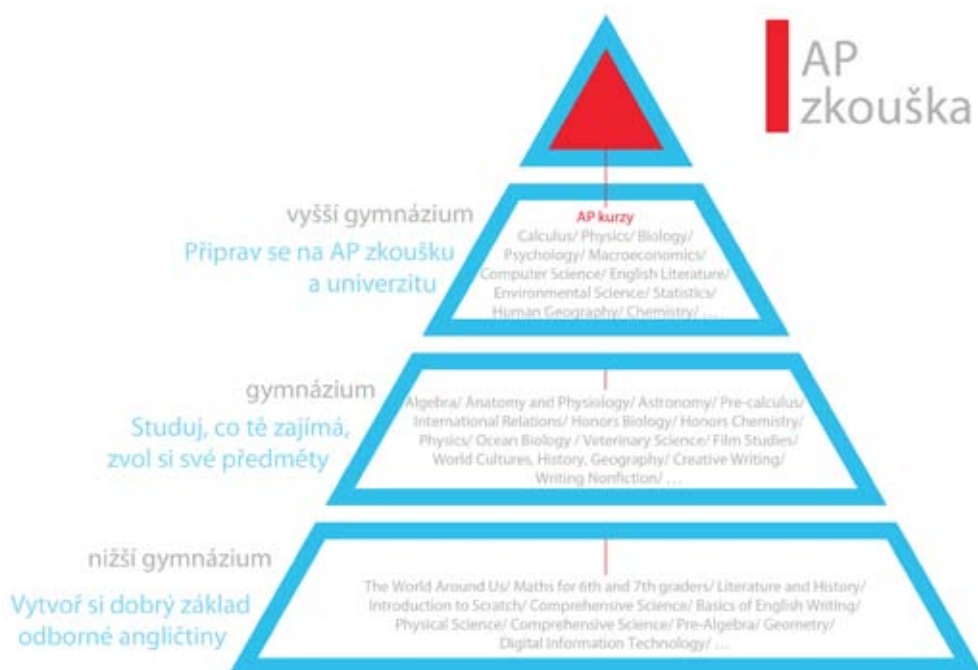 AP
zkouška
vyšší gymnázium
Připrav se na AP zkoušku
a univerzitu
AP kurzy
Calculus/ Physics/ Biology/
Psychology/ Macroeconomics/
Computer Science/ English Literature/
Environmental Science/ Statistics/
Human Geography/ Chemistry/ ...
gymnázium
Studuj, co tě zajímá,
zvol si své předměty
Algebra/ Anatomy and Physiology/ Astronomy/ Pre-calculus/
International Relations/ Honors Biology/ Honors Chemistry/
Physics/ Ocean Biology / Veterinary Science/ Film Studies/
World Cultures, History, Geography/ Creative Writing/
Writing Nonfiction/ ...
nižší gymnázium
Vytvoř si dobrý základ
odborné angličtiny
The World Around Us/ Maths for 6th and 7th graders/ Literature and History/
Introduction to Scratch/ Comprehensive Science/ Basics of English Writing/
Physical Science/ Comprehensive Science/ Pre-Algebra/ Geometry/
Digital Information Technology/ ...